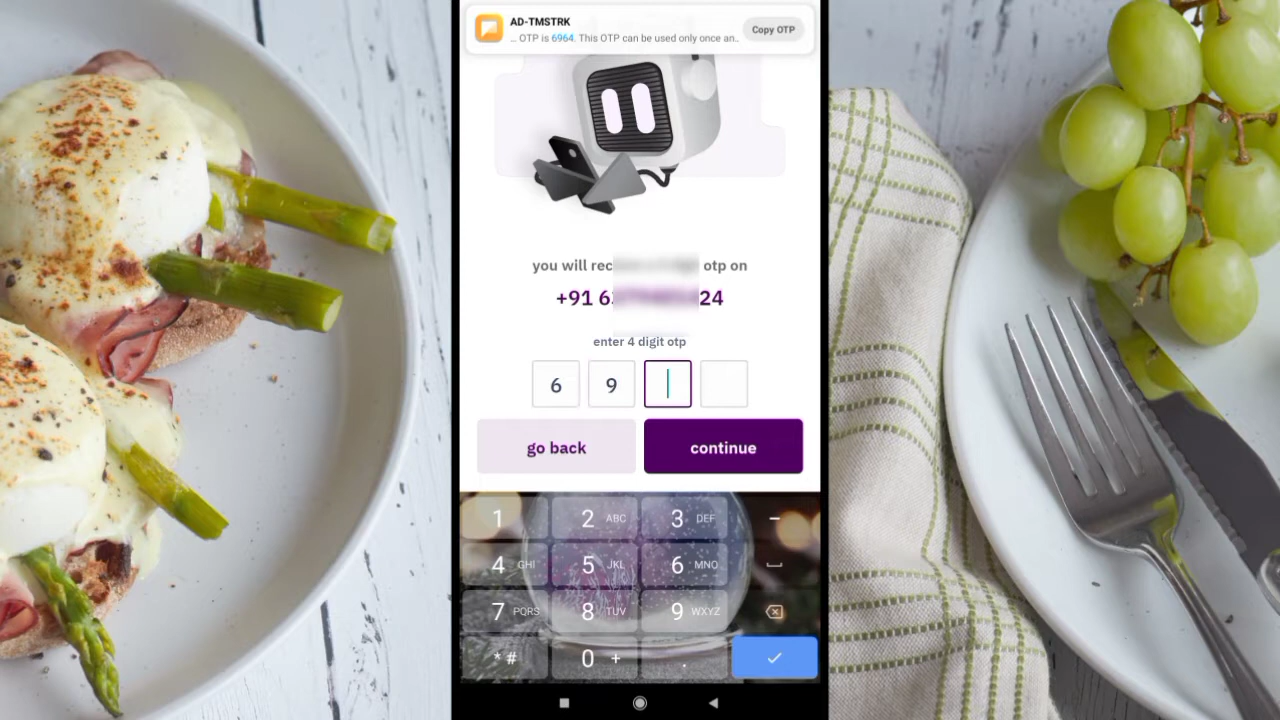 AD-TMSTRK
... OTP is 6964. This OTP can be used only once an..
Copy OTP
you will rec otp on
+91 6 24
enter 4 digit otp
6 9
go back continue
1 2 ABC 3 DEF -
4 GHI 5 JKL 6 MNO
7 PQRS 8 TUV 9 WXYZ
* # 0 + .